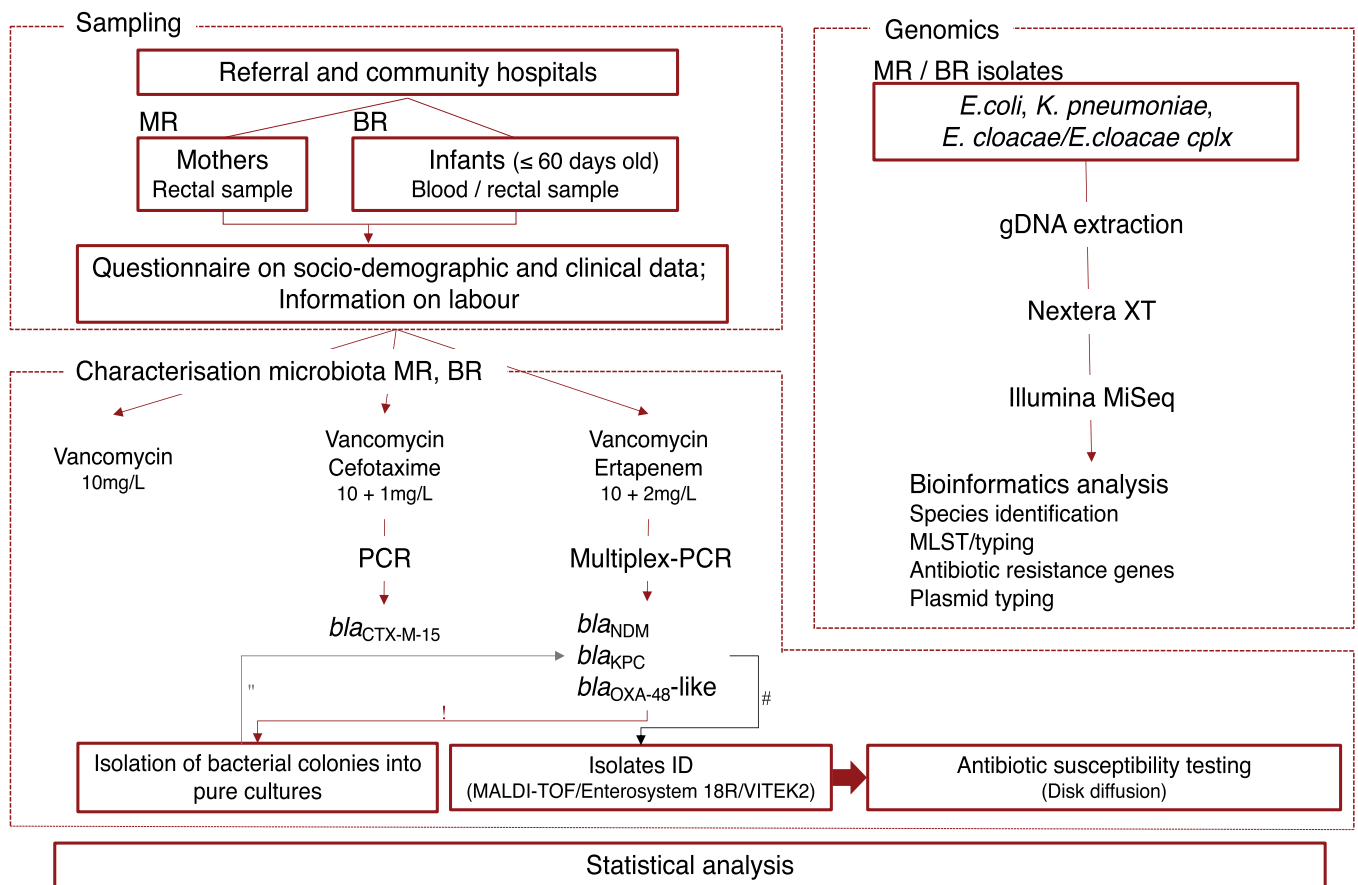 Sampling
Referral and community hospitals
MR
BR
Mothers
Rectal sample
Infants (≤ 60 days old)
Blood / rectal sample
Questionnaire on socio-demographic and clinical data;
Information on labour
Genomics
MR / BR isolates
E.coli, K. pneumoniae,
E. cloacae/E.cloacae cplx
gDNA extraction
Nextera XT
Illumina MiSeq
Bioinformatics analysis
Species identification
MLST/typing
Antibiotic resistance genes
Plasmid typing
Characterisation microbiota MR, BR
Vancomycin
10mg/L
Vancomycin
Cefotaxime
10 + 1mg/L
PCR
blaCTX-M-15
Vancomycin
Ertapenem
10 + 2mg/L
Multiplex-PCR
blaNDM
blaKPC
blaOXA-48-like
"
!
#
Isolation of bacterial colonies into
pure cultures
Isolates ID
(MALDI-TOF/Enterosystem 18R/VITEK2)
Antibiotic susceptibility testing
(Disk diffusion)
Statistical analysis